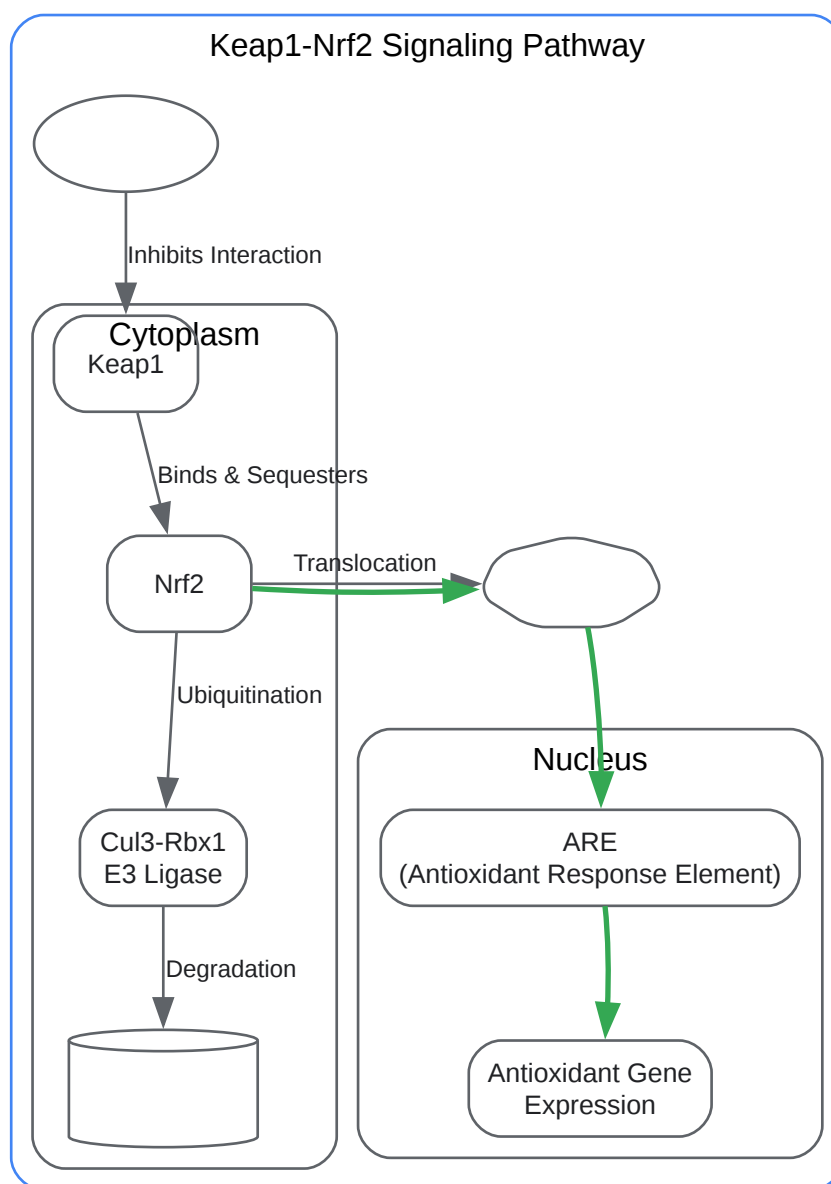 Keap1-Nrf2 Signaling Pathway
Inhibits Interaction
Cytoplasm
Keap1
Binds & Sequesters
Nrf2
Translocation
Ubiquitination
Nucleus
Cul3-Rbx1
E3 Ligase
ARE
(Antioxidant Response Element)
Degradation
Antioxidant Gene
Expression